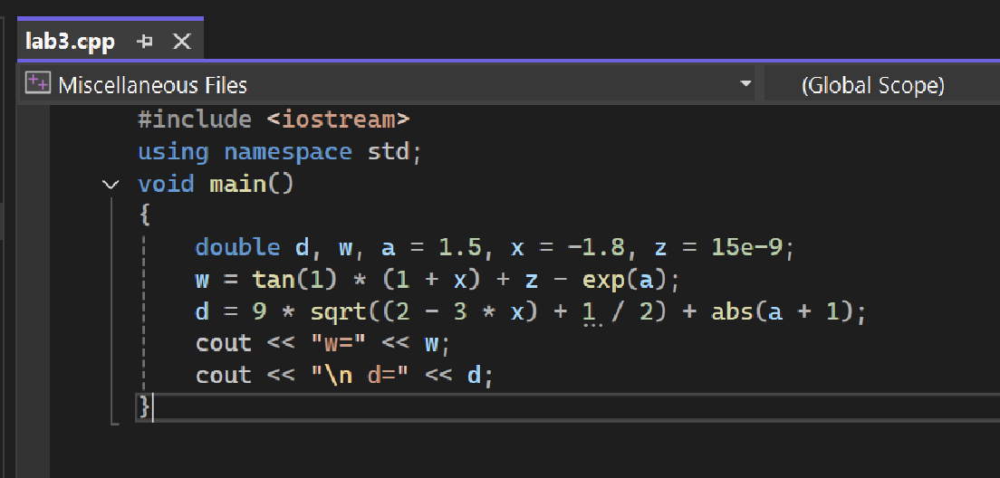 lab3.cpp
Miscellaneous Files
(Global Scope)
#include <iostream>
using namespace std;
void main()
{
double d, w, a = 1.5, x = -1.8, z = 15e-9;
w = tan(1) * (1 + x) + z - exp(a);
d = 9 * sqrt((2 - 3 * x) + 1 / 2) + abs(a + 1);
cout << "w=" << w;
cout << "\n d=" << d;
}